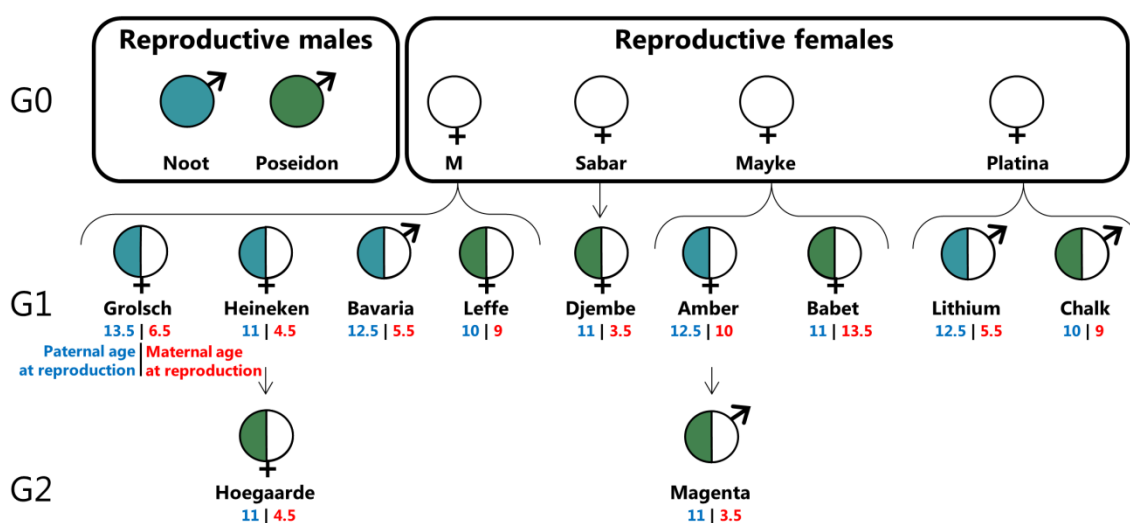 Reproductive males
Reproductive females
G0
Noot
Poseidon
M
Sabar
Mayke
Platina
G1
Grolsch
Heineken
Bavaria
Leffe
Djembe
Amber
Babet
Lithium
Chalk
13.5 | 6.5
11 | 4.5
12.5 | 5.5
10 | 9
11 | 3.5
12.5 | 10
11 | 13.5
12.5 | 5.5
10 | 9
Paternal age
at reproduction
Maternal age
at reproduction
G2
Hoegaarde
11 | 4.5
Magenta
11 | 3.5